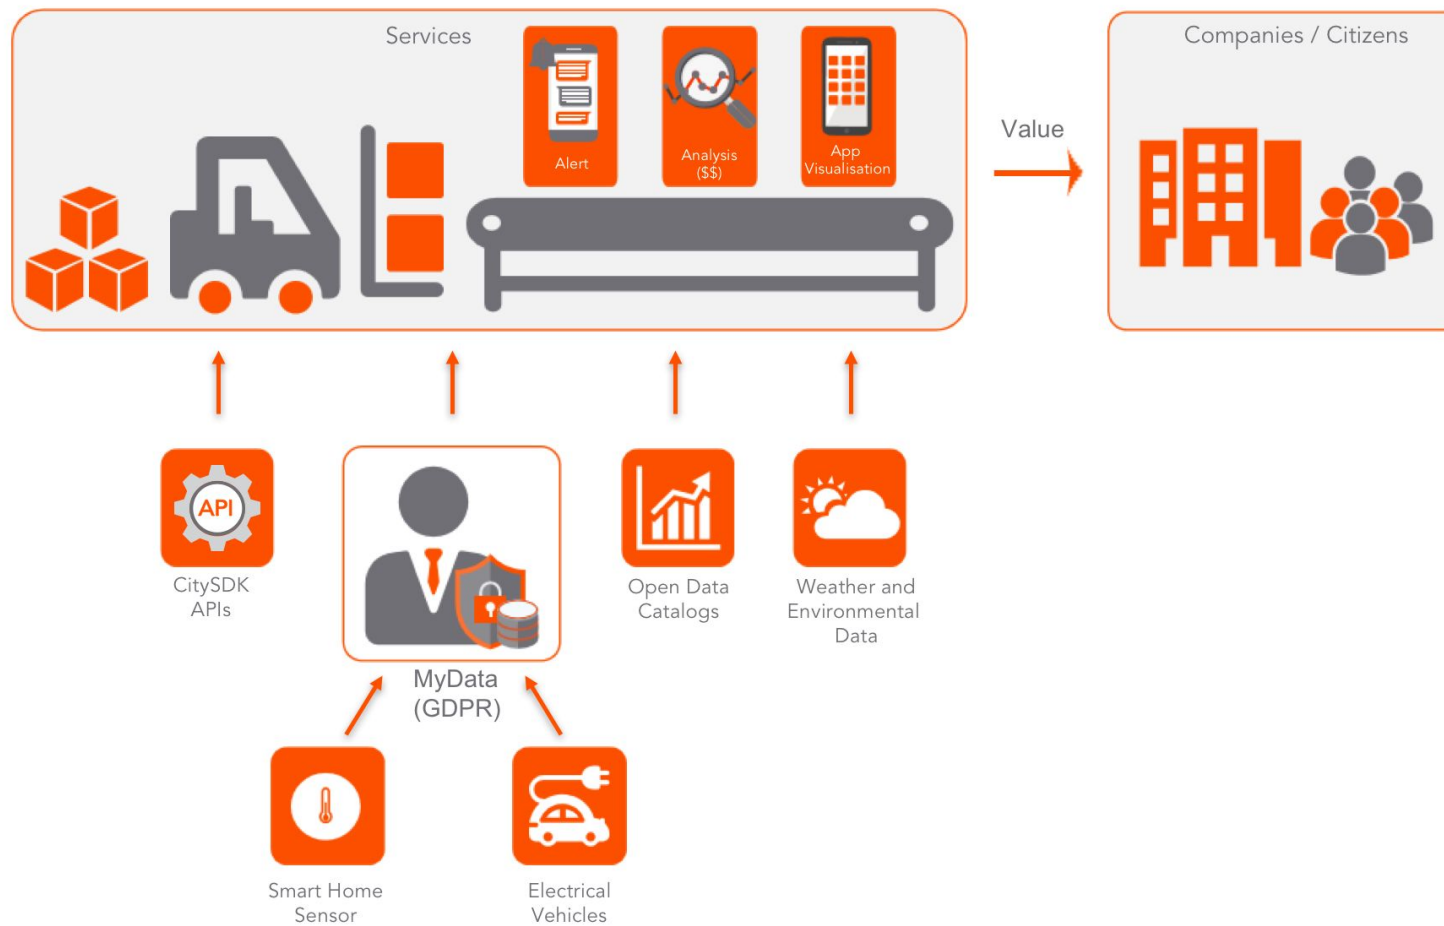 Services
Companies / Citizens
Alert
Analysis
($$)
App
Visualisation
Value
API
CitySDK
APIs
MyData
(GDPR)
Open Data
Catalogs
Weather and
Environmental
Data
Smart Home
Sensor
Electrical
Vehicles